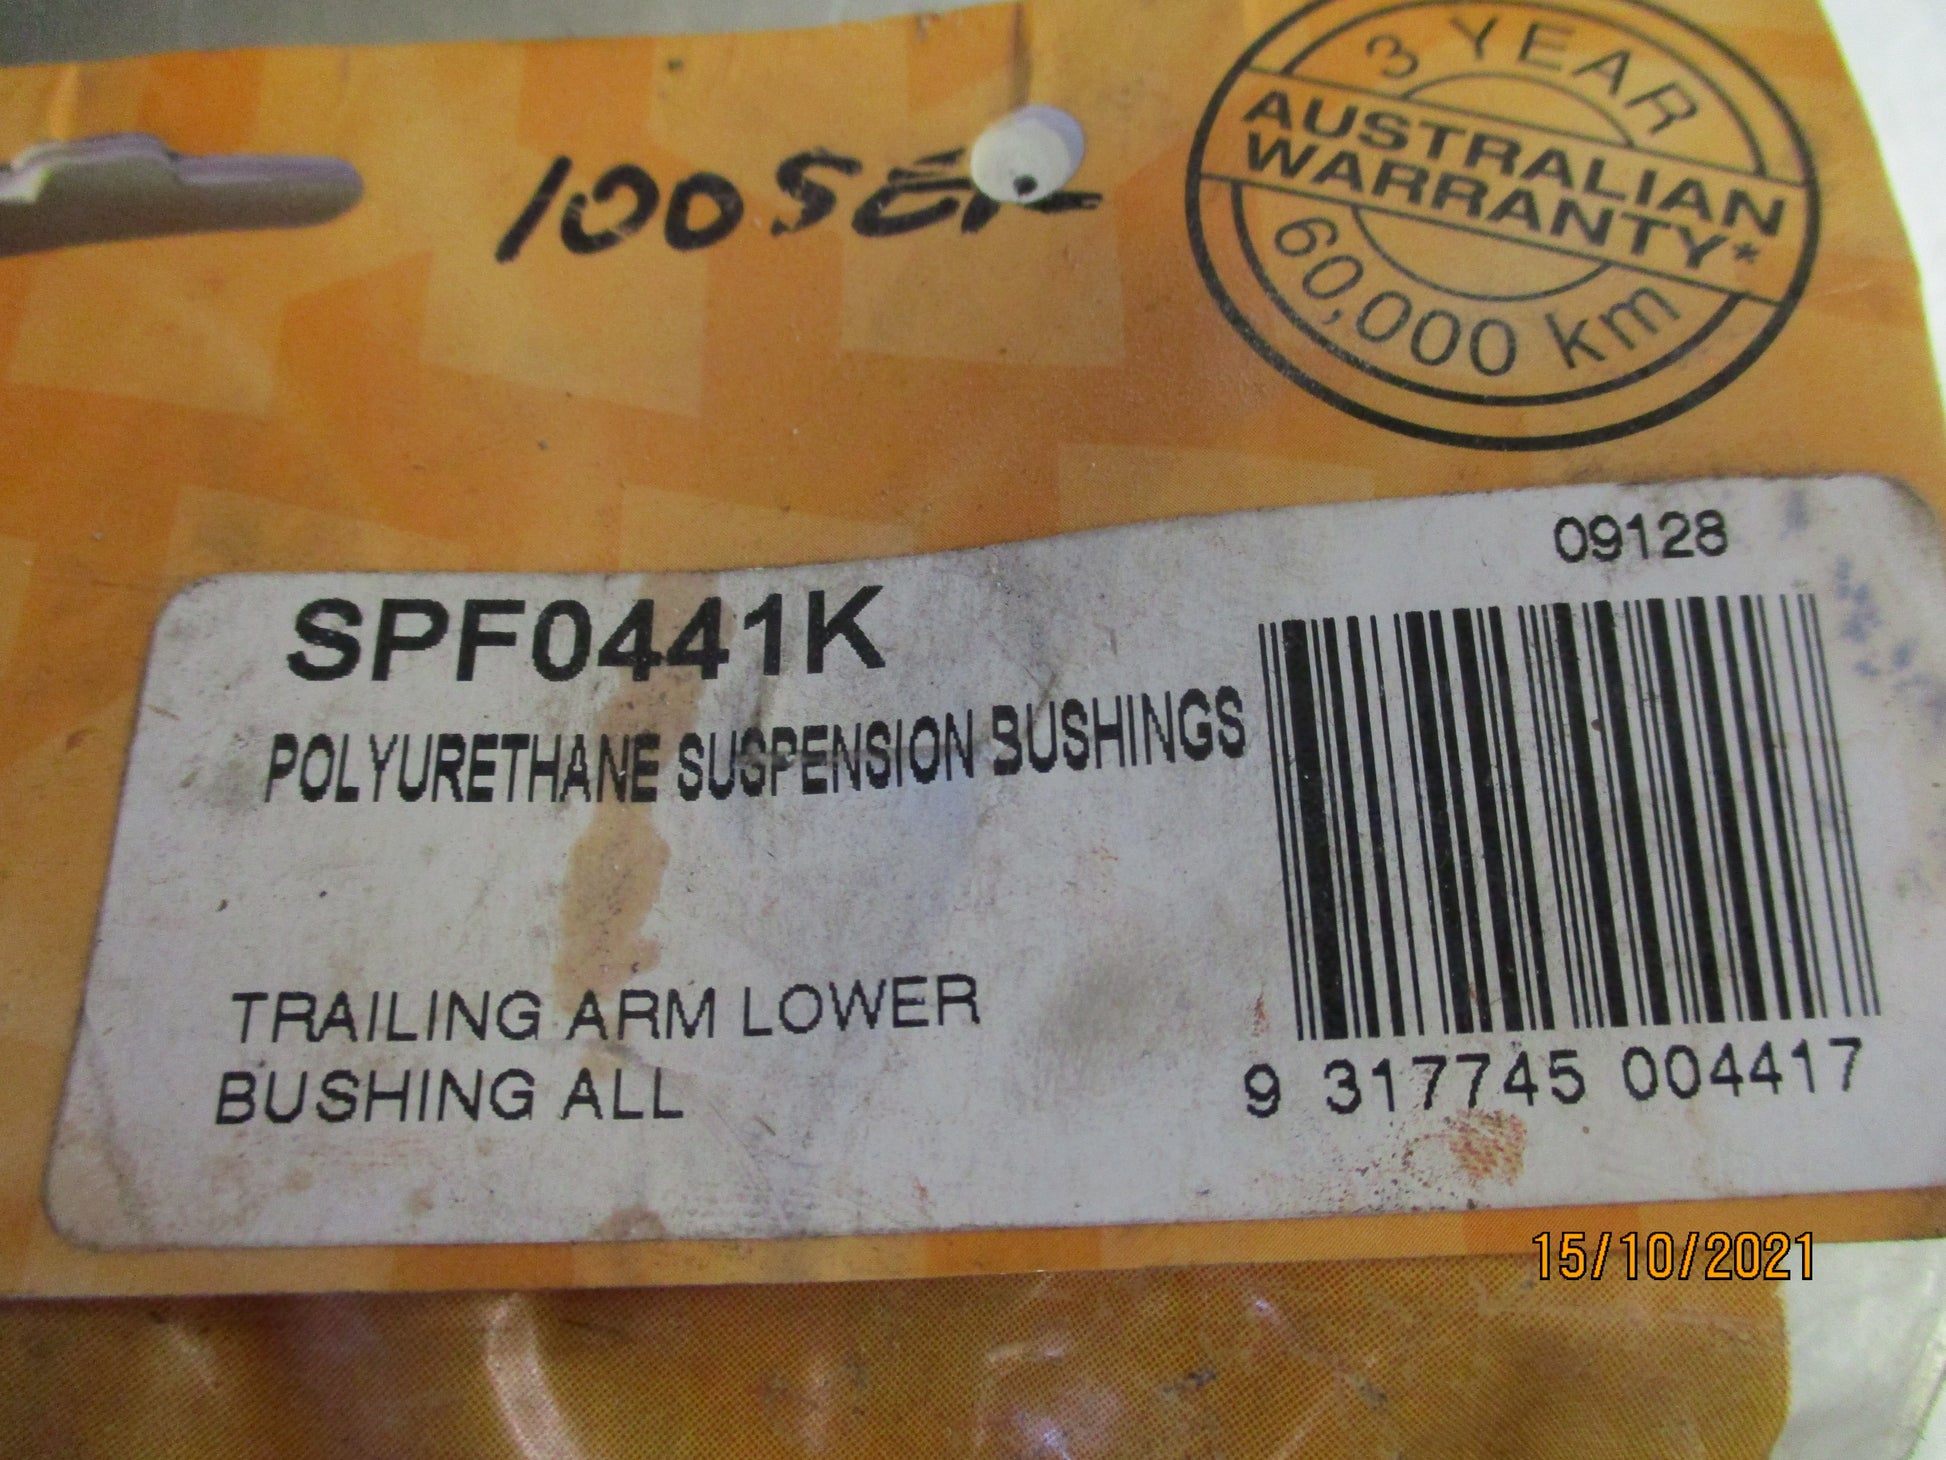 3 YEAR
AUSTRALIAN
WARRANTY*
60,000 km
100 SER
09128
SPF0441K
POLYURETHANE SUSPENSION BUSHINGS
TRAILING ARM LOWER
BUSHING ALL
9 317745 004417
15/10/2021